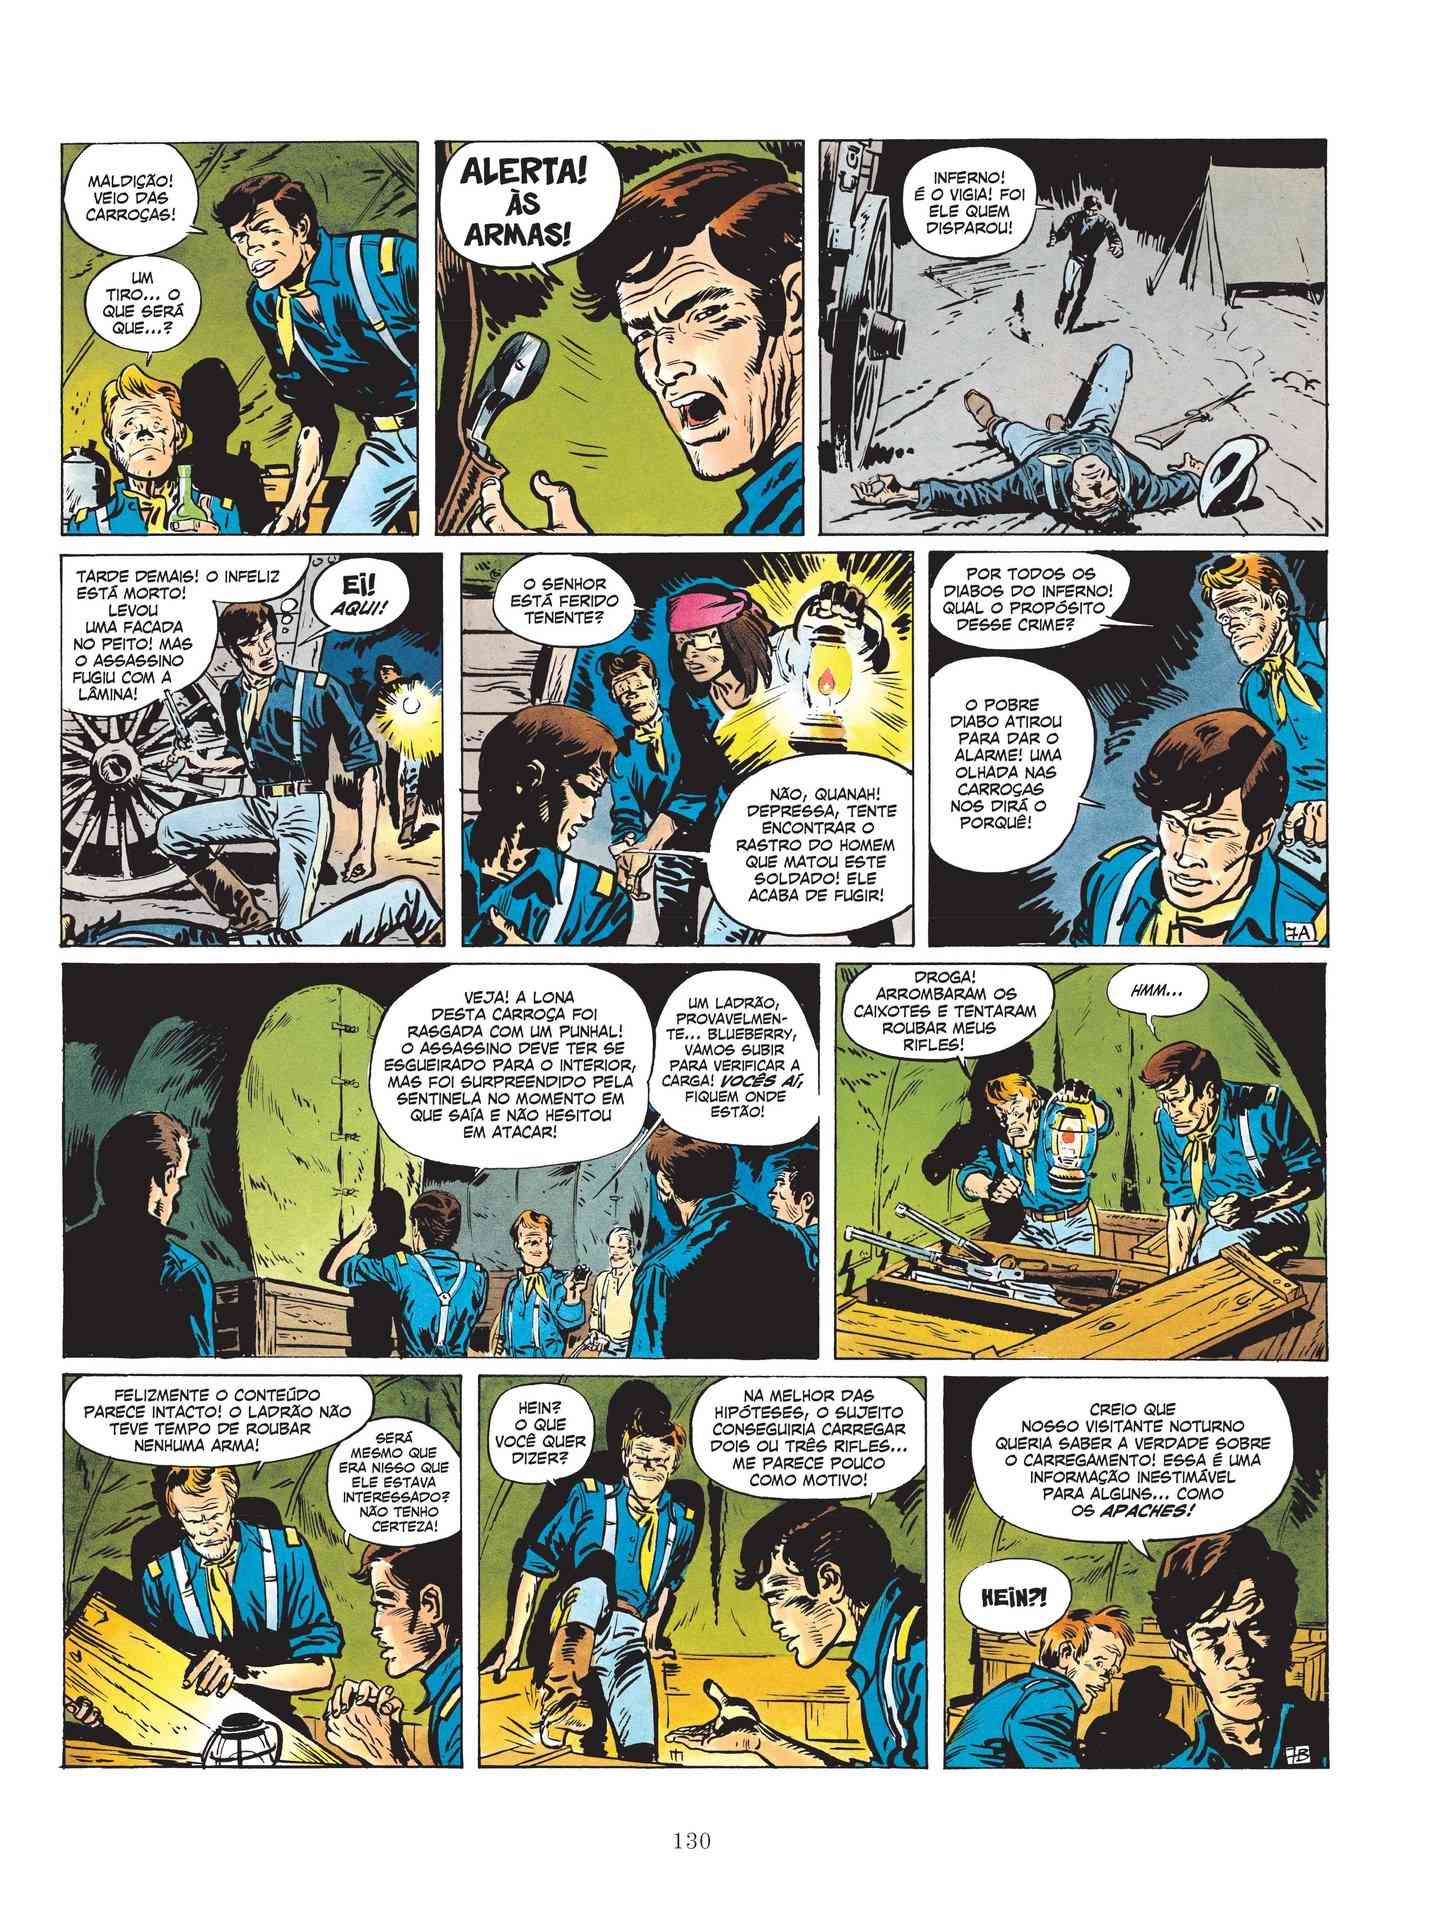 MALDIÇÃO!
VEIO DAS
CARROÇAS!
UM
TIRO... O
QUE SERÁ
QUE...?
ALERTA!
ÀS
ARMAS!
INFERNO!
É O VIGIA! FOI
ELE QUEM
DISPAROU!
TARDE DEMAIS! O INFELIZ
ESTÁ MORTO!
LEVOU
UMA FACADA
NO PEITO! MAS
O ASSASSINO
FUGIU COM A
LÂMINA!
EI!
AQUI!
O SENHOR
ESTÁ FERIDO
TENENTE?
NÃO, QUANAH!
DEPRESSA, TENTE
ENCONTRAR O
RASTRO DO HOMEM
QUE MATOU ESTE
SOLDADO! ELE
ACABA DE FUGIR!
POR TODOS OS
DIABOS DO INFERNO!
QUAL O PROPÓSITO
DESSE CRIME?
O POBRE
DIABO ATIROU
PARA DAR O
ALARME! UMA
OLHADA NAS
CARROÇAS
NOS DIRÁ O
PORQUÊ!
7A
VEJA! A LONA
DESTA CARROÇA FOI
RASGADA COM UM PUNHAL!
O ASSASSINO DEVE TER SE
ESGUEIRADO PARA O INTERIOR,
MAS FOI SURPREENDIDO PELA
SENTINELA NO MOMENTO EM
QUE SAÍA E NÃO HESITOU
EM ATACAR!
UM LADRÃO,
PROVAVELMEN-
TE... BLUEBERRY,
VAMOS SUBIR
PARA VERIFICAR A
CARGA! VOCÊS AÍ,
FIQUEM ONDE
ESTÃO!
DROGA!
ARROMBARAM OS
CAIXOTES E TENTARAM
ROUBAR MEUS
RIFLES!
HMM...
FELIZMENTE O CONTEÚDO
PARECE INTACTO! O LADRÃO NÃO
TEVE TEMPO DE ROUBAR
NENHUMA ARMA!
SERÁ
MESMO QUE
ERA NISSO QUE
ELE ESTAVA
INTERESSADO?
NÃO TENHO
CERTEZA!
HEIN?
O QUE
VOCÊ QUER
DIZER?
NA MELHOR DAS
HIPÓTESES, O SUJEITO
CONSEGUIRIA CARREGAR
DOIS OU TRÊS RIFLES...
ME PARECE POUCO
COMO MOTIVO!
CREIO QUE
NOSSO VISITANTE NOTURNO
QUERIA SABER A VERDADE SOBRE
O CARREGAMENTO! ESSA É UMA
INFORMAÇÃO INESTIMÁVEL
PARA ALGUNS... COMO
OS APACHES!
HEIN?!
7B
130